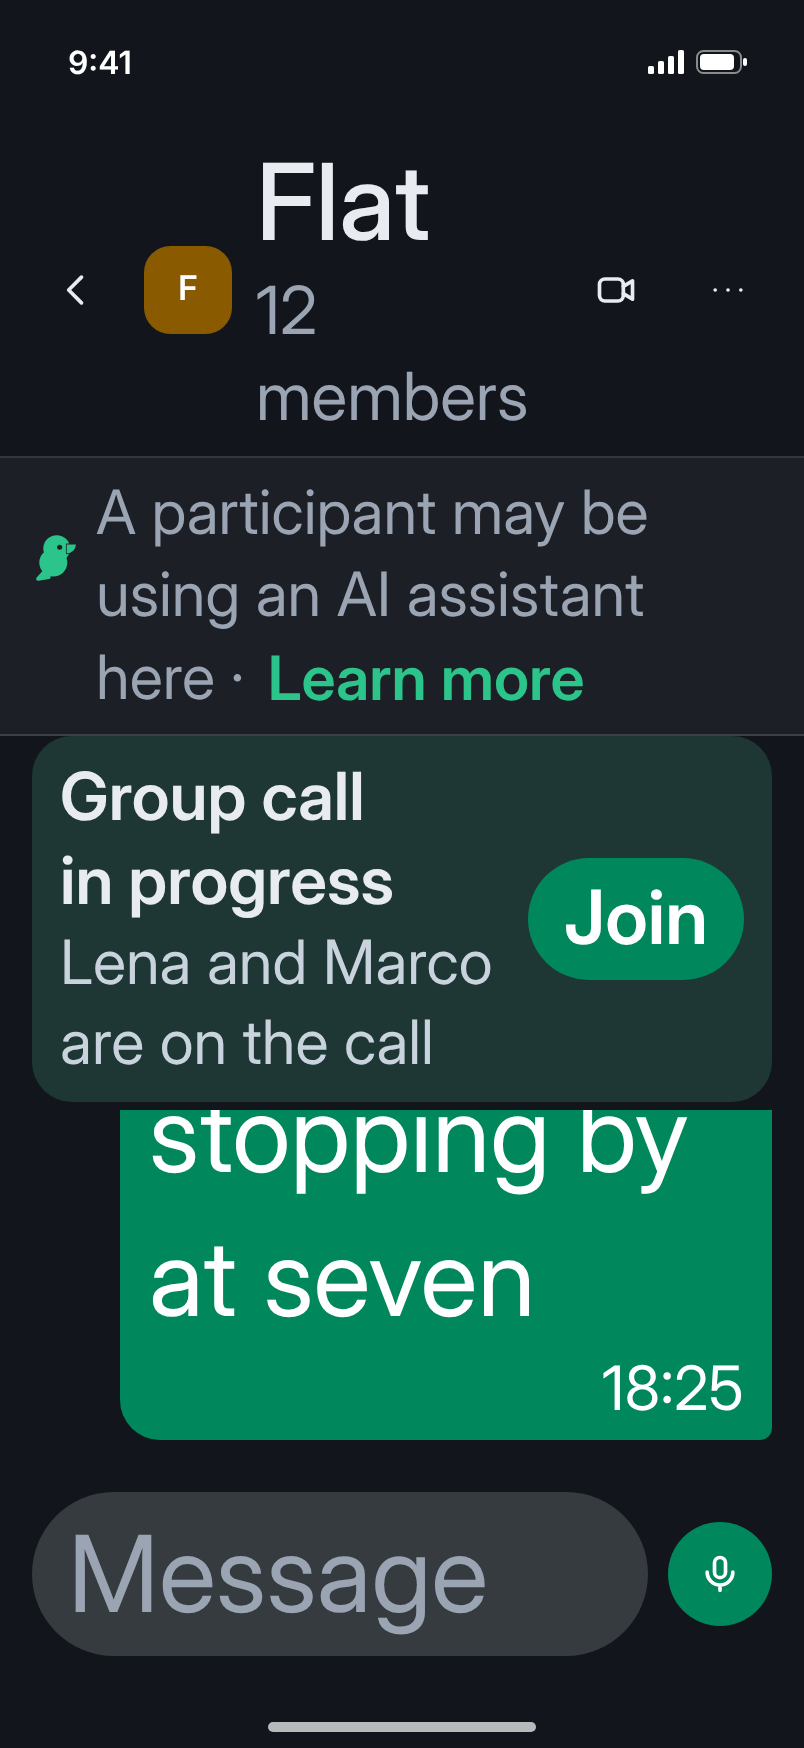 9:41
Flat
F
12
members
A participant may be
using an AI assistant
here · Learn more
Group call
in progress
Lena and Marco
are on the call
Join
stopping by
at seven
18:25
Message